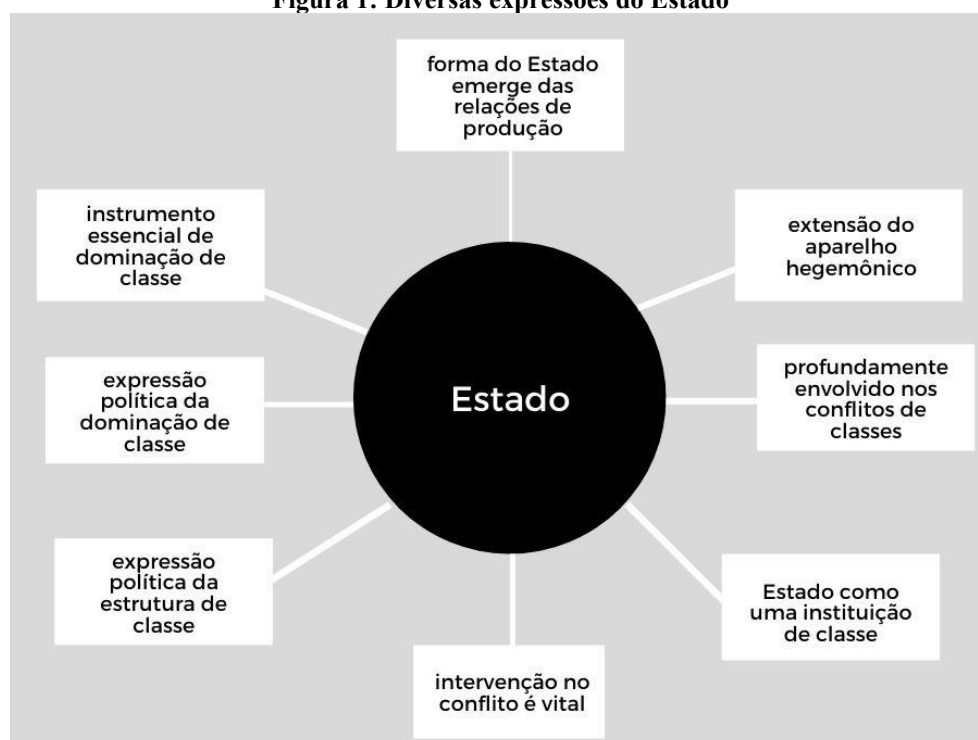 Figura 1: Diversas expressões do Estado
forma do Estado
emerge das
relações de
produção
instrumento
essencial de
dominação de
classe
extensão do
aparelho
hegemônico
expressão
política da
dominação de
classe
Estado
profundamente
envolvido nos
conflitos de
classes
expressão
política da
estrutura de
classe
Estado como
uma instituição
de classe
intervenção no
conflito é vital